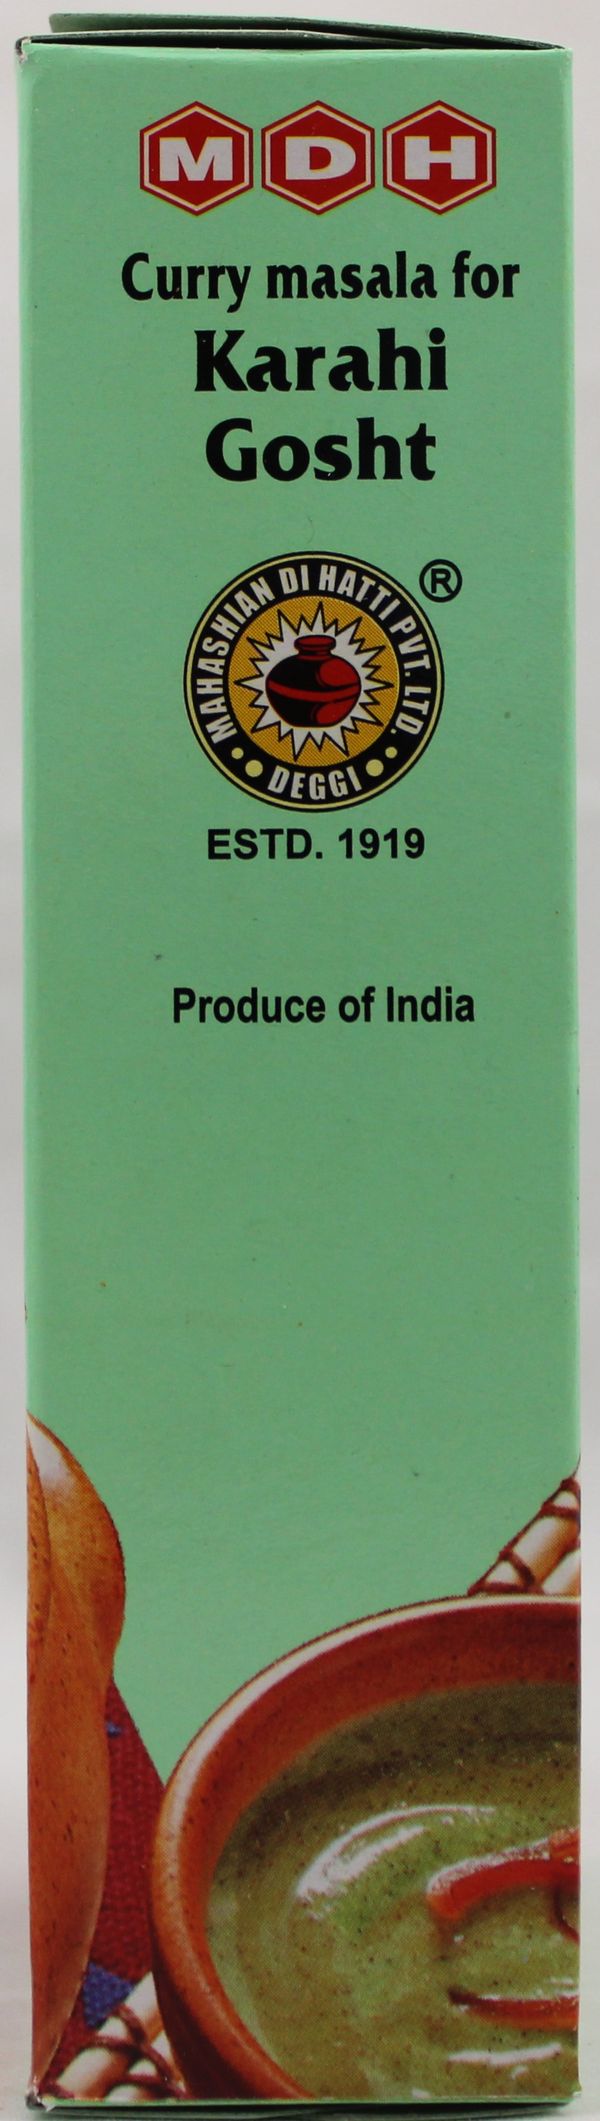 MDH
Curry masala for
Karahi
Gosht
MAHASHIAN DI HATTI PVT. LTD.
®
DEGGI
ESTD. 1919
Produce of India